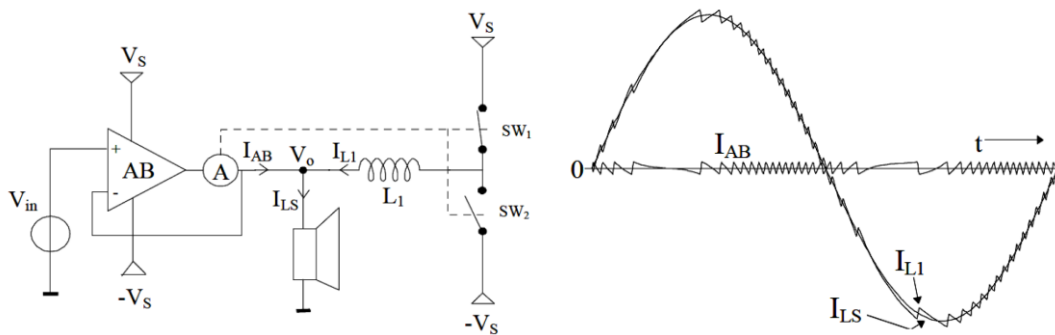 V_S
AB
+
-
V_in
-V_S
A
I_AB
V_o
I_L1
L_1
I_LS
V_S
SW_1
SW_2
-V_S
0
I_AB
t
I_L1
I_LS